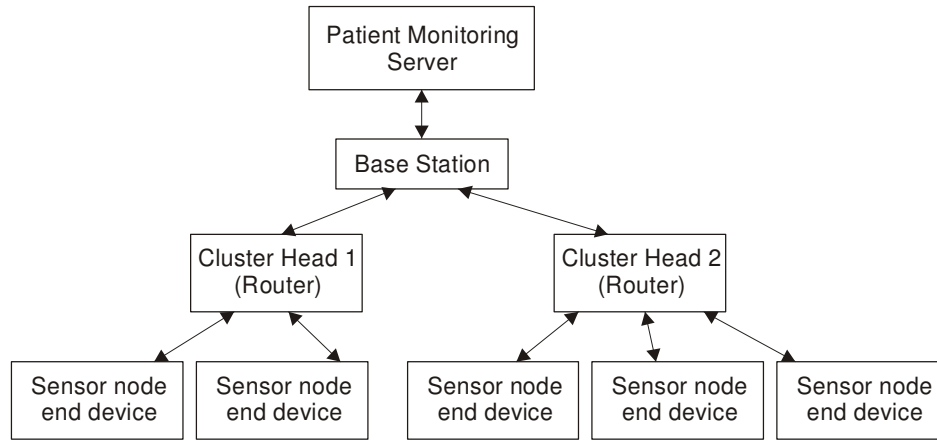 Patient Monitoring
Server
Base Station
Cluster Head 1
(Router)
Cluster Head 2
(Router)
Sensor node
end device
Sensor node
end device
Sensor node
end device
Sensor node
end device
Sensor node
end device